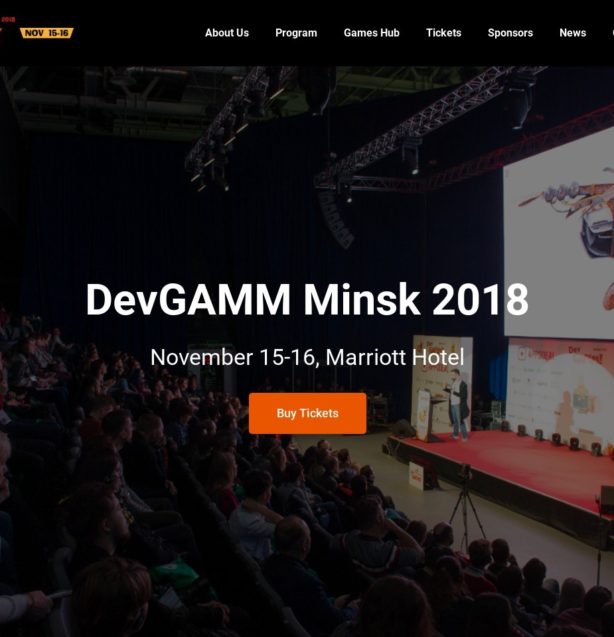 2018
NOV 15-16
About Us
Program
Games Hub
Tickets
Sponsors
News
DevGAMM Minsk 2018
November 15-16, Marriott Hotel
Buy Tickets